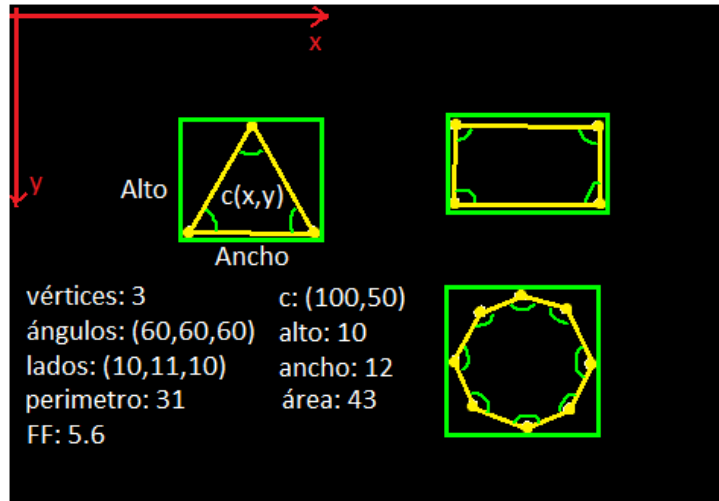 x
y
Alto
c(x,y)
Ancho
vértices: 3
ángulos: (60,60,60)
lados: (10,11,10)
perimetro: 31
FF: 5.6
c: (100,50)
alto: 10
ancho: 12
área: 43